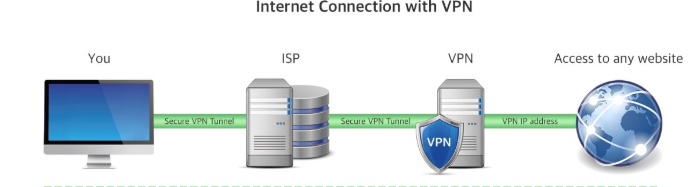 Internet Connection with VPN
You
ISP
VPN
Access to any website
Secure VPN Tunnel
Secure VPN Tunnel
VPN IP address
VPN